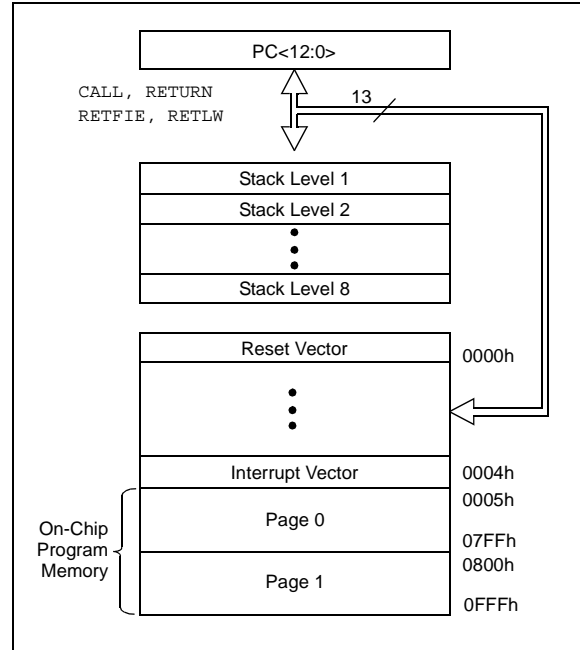 PC<12:0>
CALL, RETURN
RETFIE, RETLW
13
Stack Level 1
Stack Level 2
Stack Level 8
Reset Vector
0000h
Interrupt Vector
0004h
0005h
On-Chip
Program
Memory
Page 0
07FFh
0800h
Page 1
0FFFh